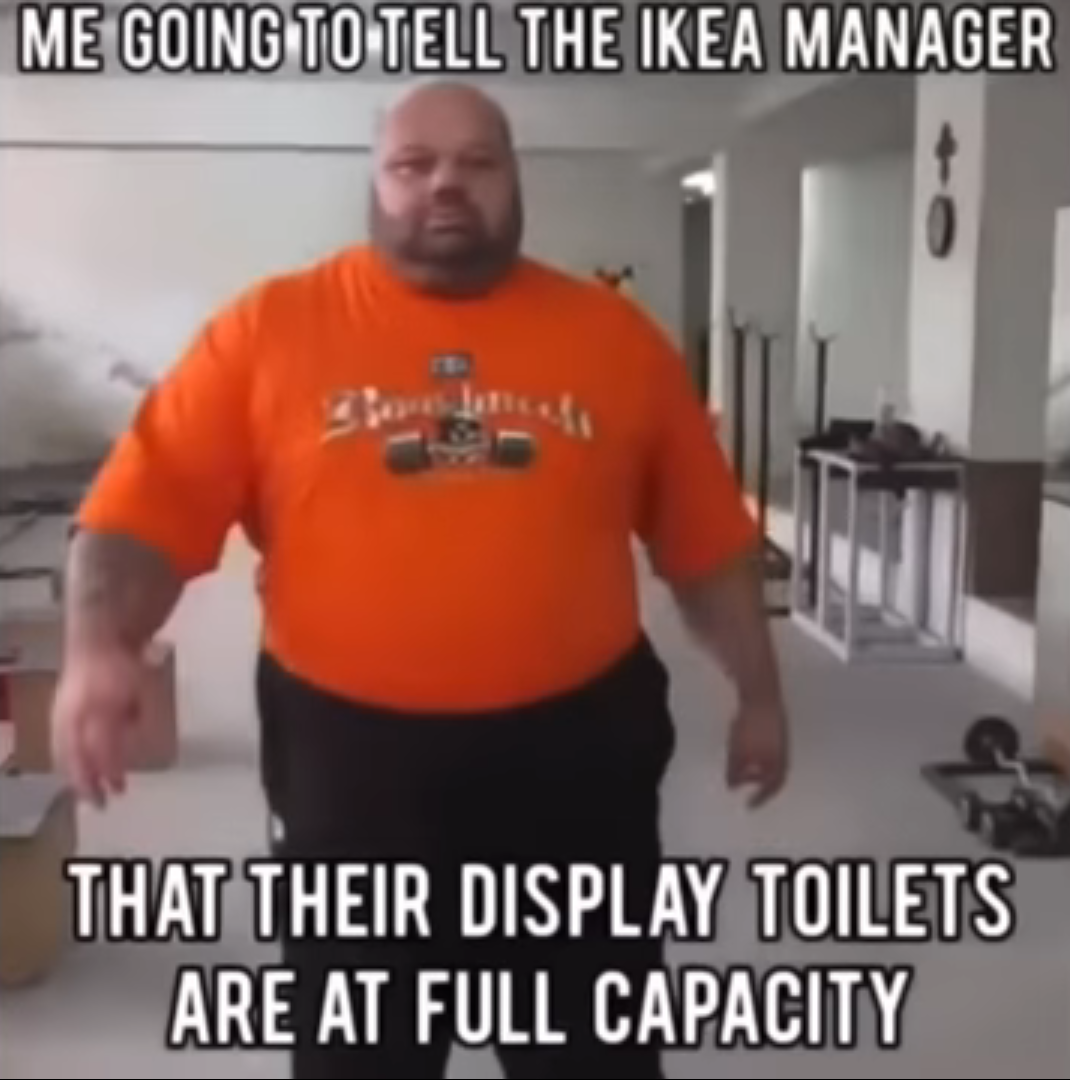 ME GOING TO TELL THE IKEA MANAGER
THAT THEIR DISPLAY TOILETS
ARE AT FULL CAPACITY